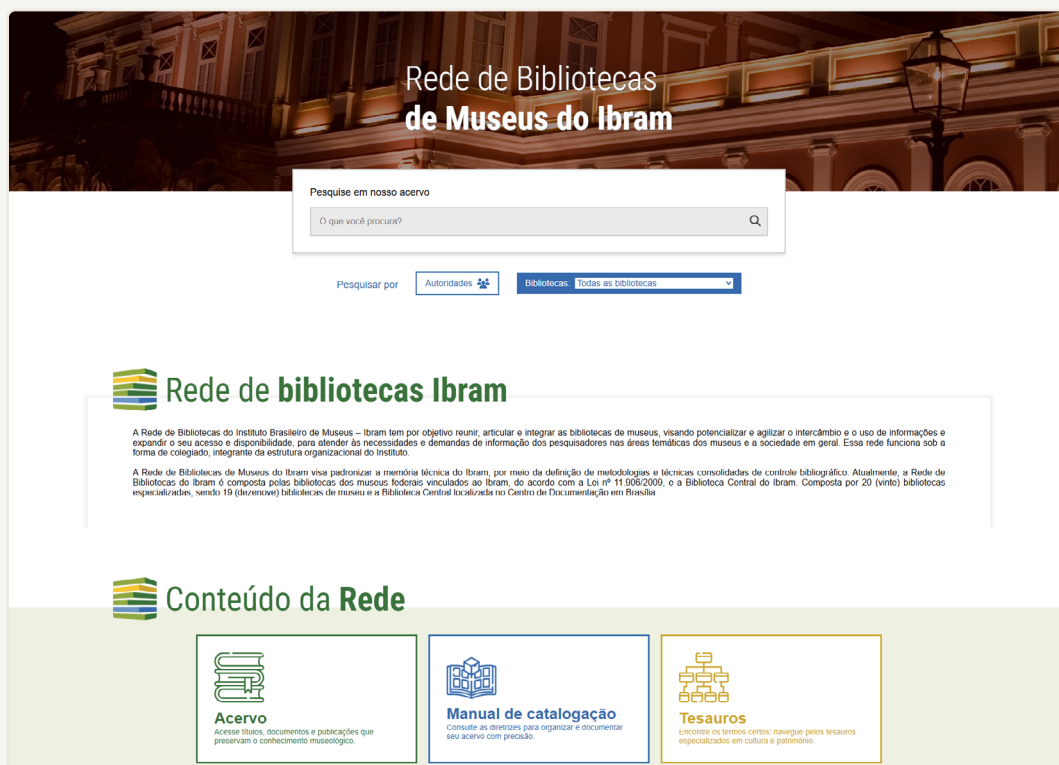 Rede de Bibliotecas
de Museus do Ibram
Pesquise em nosso acervo
O que você procura?
Pesquisar por
Autoridades
Bibliotecas: Todas as bibliotecas
Rede de bibliotecas Ibram
A Rede de Bibliotecas do Instituto Brasileiro de Museus – Ibram tem por objetivo reunir, articular e integrar as bibliotecas de museus, visando potencializar e agilizar o intercâmbio e o uso de informações e
expandir o seu acesso e disponibilidade, para atender às necessidades e demandas de informação dos pesquisadores nas áreas temáticas dos museus e a sociedade em geral. Essa rede funciona sob a
forma de colegiado, integrante da estrutura organizacional do Instituto.
A Rede de Bibliotecas de Museus do Ibram visa padronizar a memória técnica do Ibram, por meio da definição de metodologias e técnicas consolidadas de controle bibliográfico. Atualmente, a Rede de
Bibliotecas do Ibram é composta pelas bibliotecas dos museus federais vinculados ao Ibram, de acordo com a Lei nº 11.906/2009, e a Biblioteca Central do Ibram. Composta por 20 (vinte) bibliotecas
especializadas, sendo 19 (dezenove) bibliotecas de museu e a Biblioteca Central localizada no Centro de Documentação em Brasília.
Conteúdo da Rede
Acervo
Acesse títulos, documentos e publicações que
preservam o conhecimento museológico.
Manual de catalogação
Consulte as diretrizes para organizar e documentar
seu acervo com precisão.
Tesauros
Encontre os termos certos: navegue pelos tesauros
especializados em cultura e patrimônio.